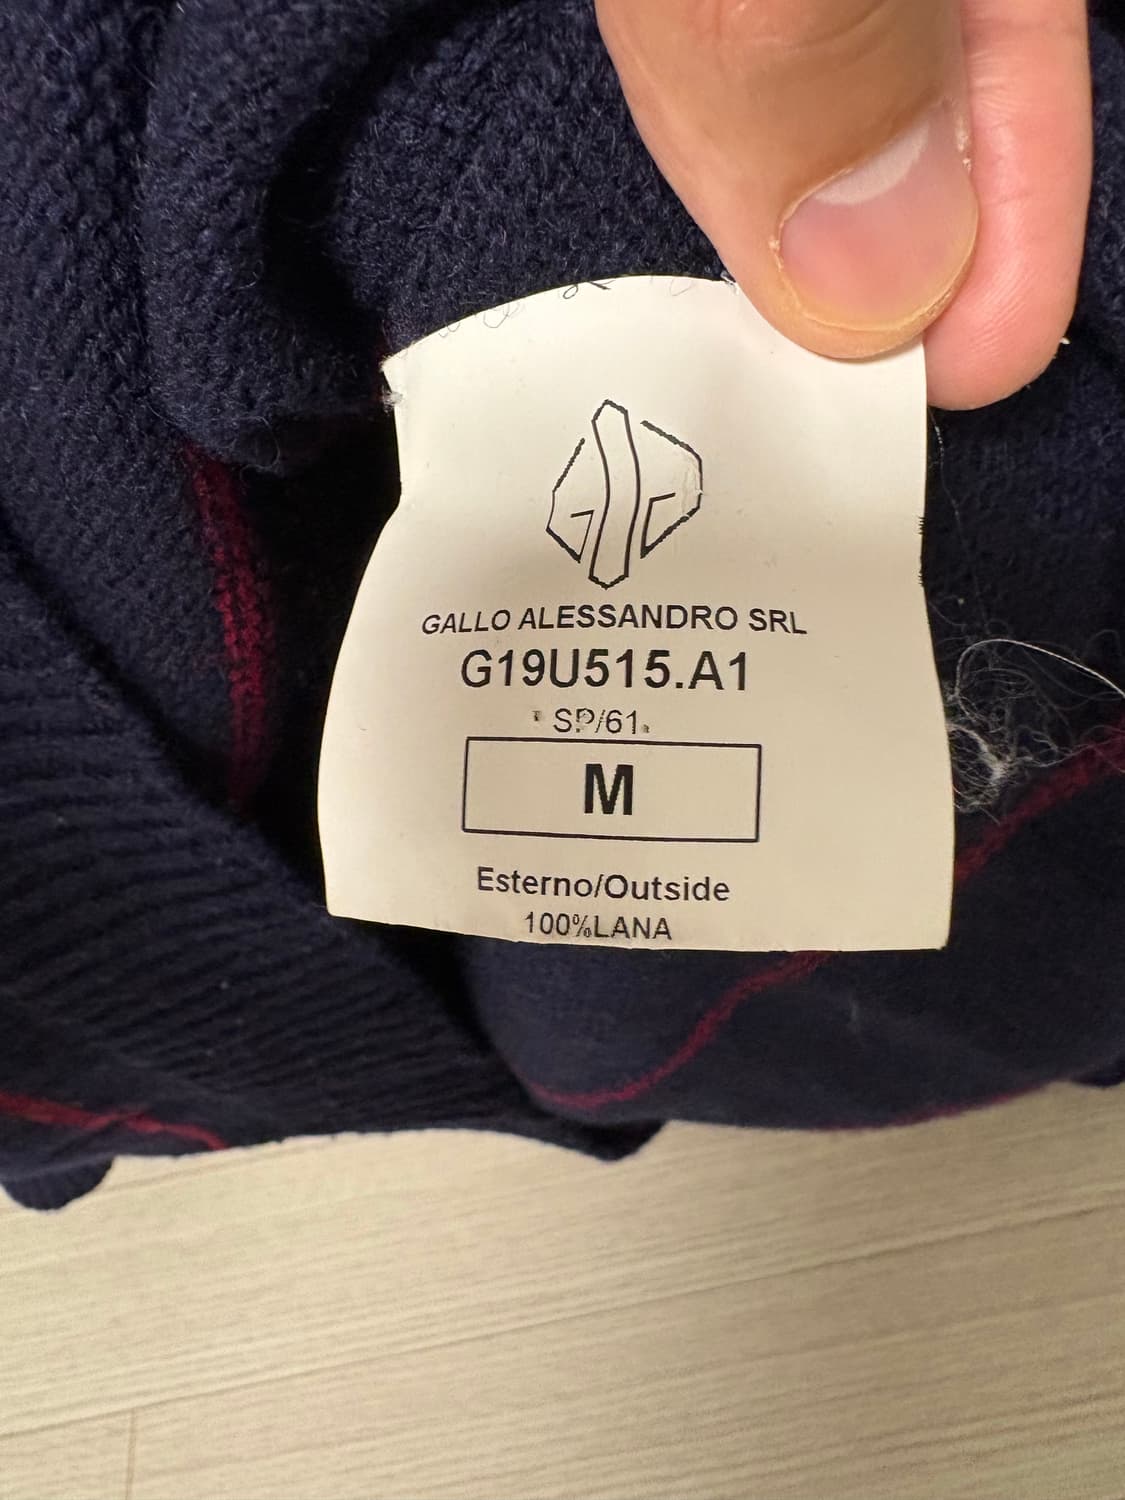 GALLO ALESSANDRO SRL
G19U515.A1
SP/61
M
Esterno/Outside
100%LANA